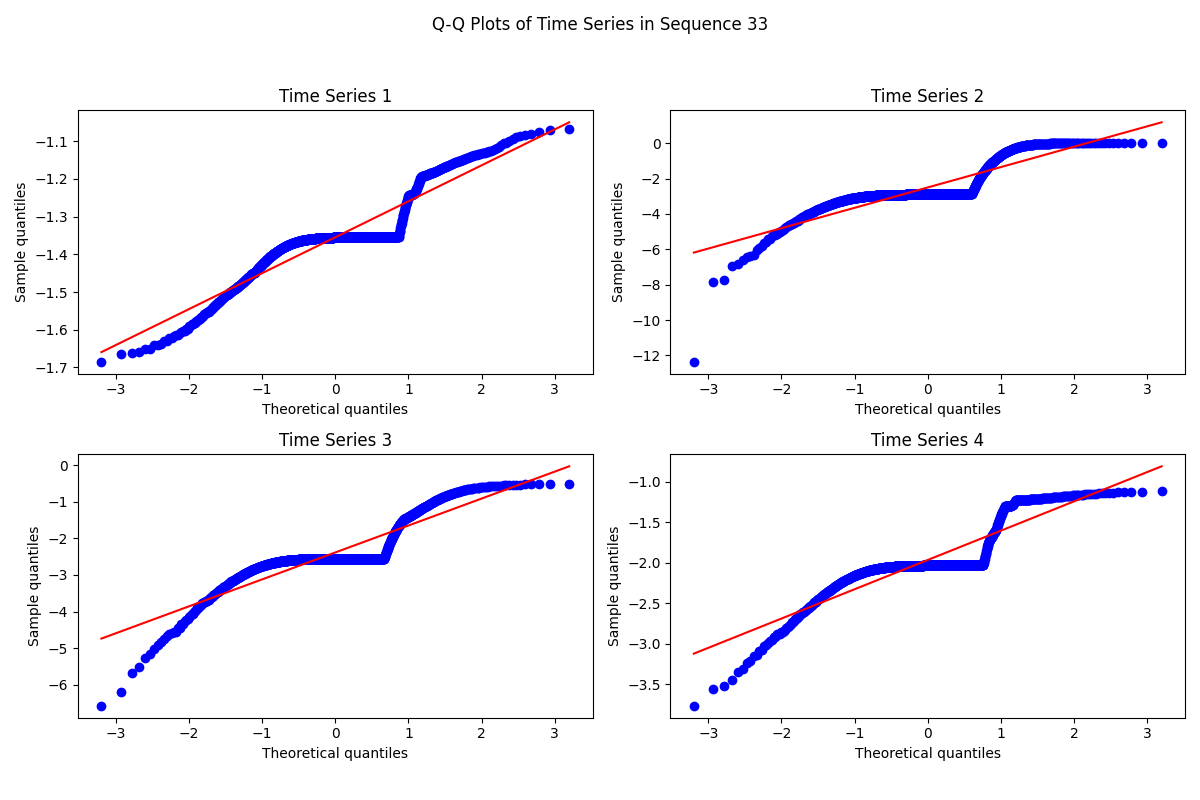 Q-Q Plots of Time Series in Sequence 33
Time Series 1
Sample quantiles
−1.1
−1.2
−1.3
−1.4
−1.5
−1.6
−1.7
−3 −2 −1 0 1 2 3
Theoretical quantiles
Time Series 2
Sample quantiles
0
−2
−4
−6
−8
−10
−12
−3 −2 −1 0 1 2 3
Theoretical quantiles
Time Series 3
Sample quantiles
0
−1
−2
−3
−4
−5
−6
−3 −2 −1 0 1 2 3
Theoretical quantiles
Time Series 4
Sample quantiles
−1.0
−1.5
−2.0
−2.5
−3.0
−3.5
−3 −2 −1 0 1 2 3
Theoretical quantiles